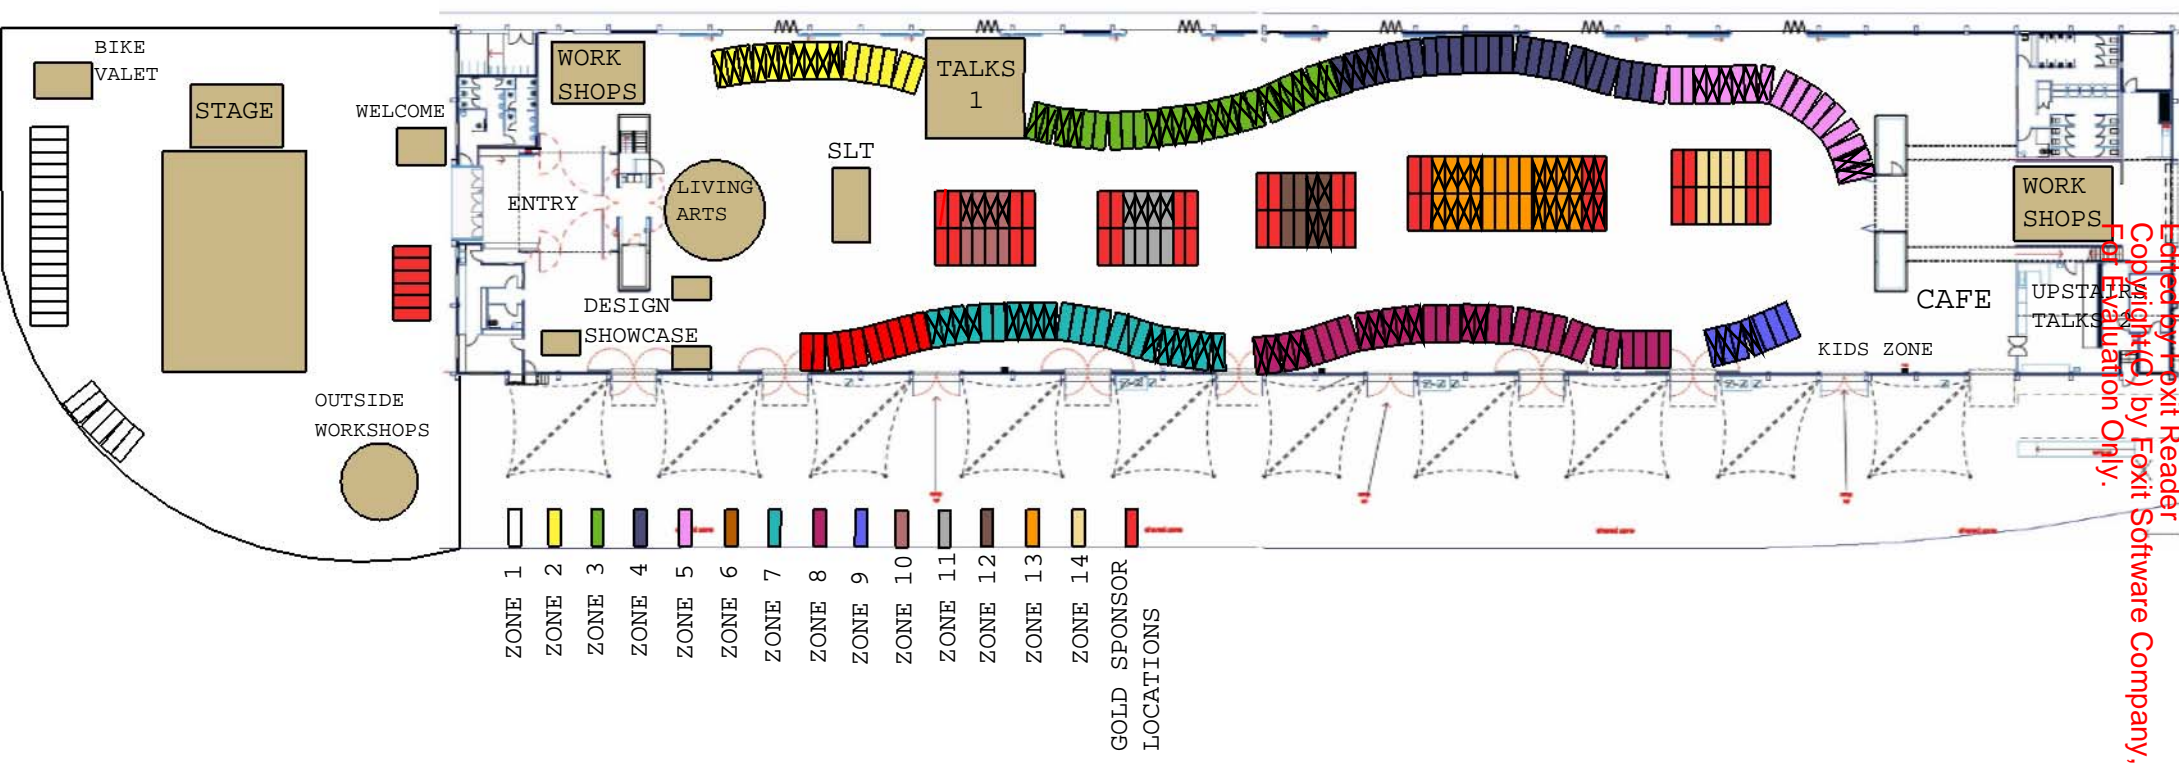 BIKE
VALET
STAGE
WELCOME
OUTSIDE
WORKSHOPS
WORK
SHOPS
ENTRY
LIVING
ARTS
DESIGN
SHOWCASE
SLT
TALKS
1
CAFE
KIDS ZONE
WORK
SHOPS
UPSTAIRS
TALKS 2
ZONE 1
ZONE 2
ZONE 3
ZONE 4
ZONE 5
ZONE 6
ZONE 7
ZONE 8
ZONE 9
ZONE 10
ZONE 11
ZONE 12
ZONE 13
ZONE 14
GOLD SPONSOR
LOCATIONS
Edited by Foxit Reader
Copyright(C) by Foxit Software Company,
For Evaluation Only.